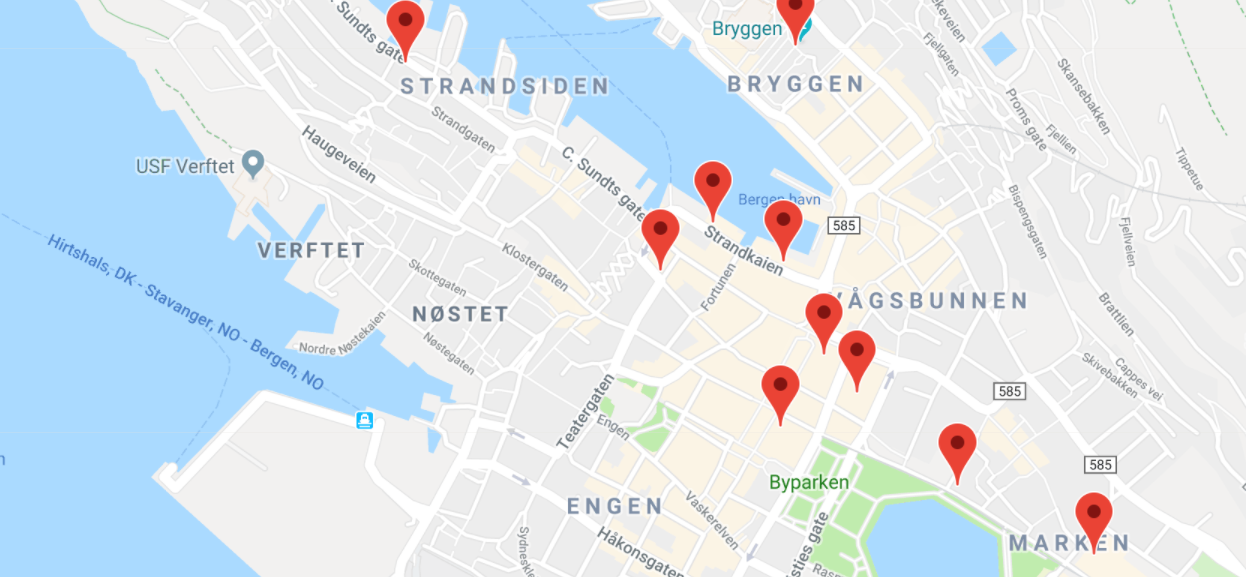 C. Sundts gate
Bryggen
BRYGGEN
STRANDSIDEN
Fjellgaten
Skansebakken
Proms gate
Fjellien
Tippetue
Strandgaten
Haugeveien
USF Verftet
C. Sundts gate
Bergen havn
585
Strandkaien
Bispengsgaten
Fjellveien
VERFTET
Hirtshals, DK - Stavanger, NO - Bergen, NO
Skottegaten
Klostergaten
Fortunen
NØSTET
VÅGSBUNNEN
Brattlien
Nordre Nøstekaien
Nøstegaten
Cappes vei
Skivebakken
585
Teatergaten
Engen
585
Byparken
ENGEN
Vaskerelven
MARKEN
Håkonsgaten